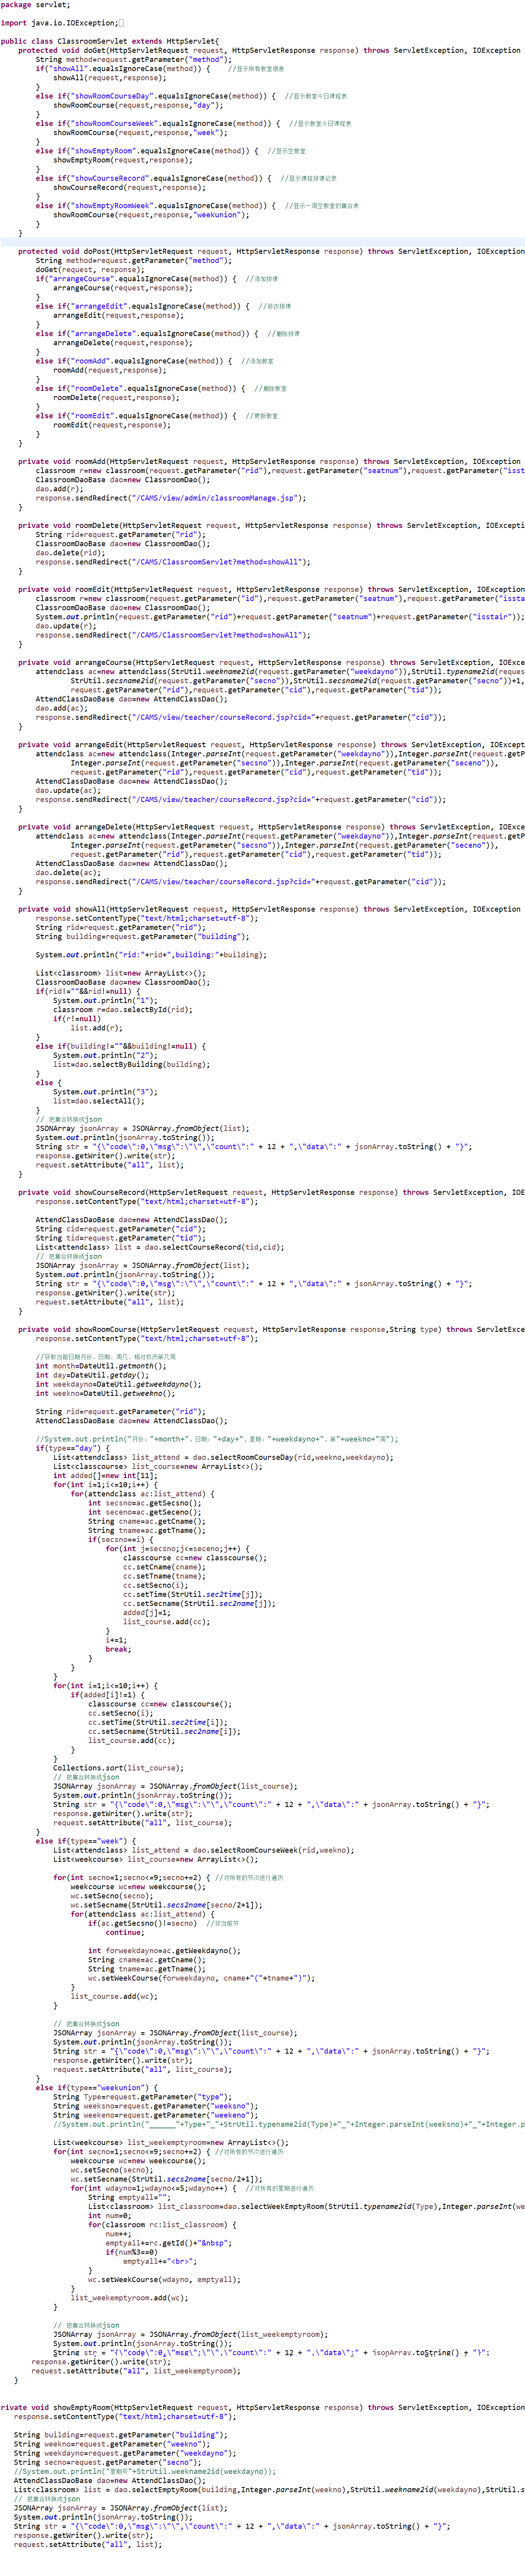 package servlet;

import java.io.IOException;

public class ClassroomServlet extends HttpServlet{
    protected void doGet(HttpServletRequest request, HttpServletResponse response) throws ServletException, IOException
        String method=request.getParameter("method");
        if("showAll".equalsIgnoreCase(method)) {    //显示所有教室信息
            showAll(request,response);
        }
        else if("showRoomCourseDay".equalsIgnoreCase(method)) {  //显示教室今日课程表
            showRoomCourse(request,response,"day");
        }
        else if("showRoomCourseWeek".equalsIgnoreCase(method)) {  //显示教室今日课程表
            showRoomCourse(request,response,"week");
        }
        else if("showEmptyRoom".equalsIgnoreCase(method)) {  //显示空教室
            showEmptyRoom(request,response);
        }
        else if("showCourseRecord".equalsIgnoreCase(method)) {  //显示课程排课记录
            showCourseRecord(request,response);
        }
        else if("showEmptyRoomWeek".equalsIgnoreCase(method)) {  //显示一周空教室的集合表
            showRoomCourse(request,response,"weekunion");
        }
    }

    protected void doPost(HttpServletRequest request, HttpServletResponse response) throws ServletException, IOException
        String method=request.getParameter("method");
        doGet(request, response);
        if("arrangeCourse".equalsIgnoreCase(method)) {  //添加排课
            arrangeCourse(request,response);
        }
        else if("arrangeEdit".equalsIgnoreCase(method)) {  //修改排课
            arrangeEdit(request,response);
        }
        else if("arrangeDelete".equalsIgnoreCase(method)) {  //删除排课
            arrangeDelete(request,response);
        }
        else if("roomAdd".equalsIgnoreCase(method)) {  //添加教室
            roomAdd(request,response);
        }
        else if("roomDelete".equalsIgnoreCase(method)) {  //删除教室
            roomDelete(request,response);
        }
        else if("roomEdit".equalsIgnoreCase(method)) {  //更新教室
            roomEdit(request,response);
        }
    }

    private void roomAdd(HttpServletRequest request, HttpServletResponse response) throws ServletException, IOException
        classroom r=new classroom(request.getParameter("rid"),request.getParameter("seatnum"),request.getParameter("isst
        ClassroomDaoBase dao=new ClassroomDao();
        dao.add(r);
        response.sendRedirect("/CAMS/view/admin/classroomManage.jsp");
    }

    private void roomDelete(HttpServletRequest request, HttpServletResponse response) throws ServletException, IOExcepti
        String rid=request.getParameter("rid");
        ClassroomDaoBase dao=new ClassroomDao();
        dao.delete(rid);
        response.sendRedirect("/CAMS/ClassroomServlet?method=showAll");
    }

    private void roomEdit(HttpServletRequest request, HttpServletResponse response) throws ServletException, IOException
        classroom r=new classroom(request.getParameter("id"),request.getParameter("seatnum"),request.getParameter("issta
        ClassroomDaoBase dao=new ClassroomDao();
        System.out.println(request.getParameter("rid")+request.getParameter("seatnum")+request.getParameter("isstair"));
        dao.update(r);
        response.sendRedirect("/CAMS/ClassroomServlet?method=showAll");
    }

    private void arrangeCourse(HttpServletRequest request, HttpServletResponse response) throws ServletException, IOExce
        attendclass ac=new attendclass(StrUtil.weekname2id(request.getParameter("weekdayno")),StrUtil.typename2id(reques
                StrUtil.secsname2id(request.getParameter("secno")),StrUtil.secsname2id(request.getParameter("secno"))+1,
                request.getParameter("rid"),request.getParameter("cid"),request.getParameter("tid"));
        AttendClassDaoBase dao=new AttendClassDao();
        dao.add(ac);
        response.sendRedirect("/CAMS/view/teacher/courseRecord.jsp?cid="+request.getParameter("cid"));
    }

    private void arrangeEdit(HttpServletRequest request, HttpServletResponse response) throws ServletException, IOExcept
        attendclass ac=new attendclass(Integer.parseInt(request.getParameter("weekdayno")),Integer.parseInt(request.getP
                Integer.parseInt(request.getParameter("secsno")),Integer.parseInt(request.getParameter("seceno")),
                request.getParameter("rid"),request.getParameter("cid"),request.getParameter("tid"));
        AttendClassDaoBase dao=new AttendClassDao();
        dao.update(ac);
        response.sendRedirect("/CAMS/view/teacher/courseRecord.jsp?cid="+request.getParameter("cid"));
    }

    private void arrangeDelete(HttpServletRequest request, HttpServletResponse response) throws ServletException, IOExce
        attendclass ac=new attendclass(Integer.parseInt(request.getParameter("weekdayno")),Integer.parseInt(request.getP
                Integer.parseInt(request.getParameter("secsno")),Integer.parseInt(request.getParameter("seceno")),
                request.getParameter("rid"),request.getParameter("cid"),request.getParameter("tid"));
        AttendClassDaoBase dao=new AttendClassDao();
        dao.delete(ac);
        response.sendRedirect("/CAMS/view/teacher/courseRecord.jsp?cid="+request.getParameter("cid"));
    }

    private void showAll(HttpServletRequest request, HttpServletResponse response) throws ServletException, IOException
        response.setContentType("text/html;charset=utf-8");
        String rid=request.getParameter("rid");
        String building=request.getParameter("building");

        System.out.println("rid:"+rid+",building:"+building);

        List<classroom> list=new ArrayList<>();
        ClassroomDaoBase dao=new ClassroomDao();
        if(rid!=""&&rid!=null) {
            System.out.println("1");
            classroom r=dao.selectById(rid);
            if(r!=null)
                list.add(r);
        }
        else if(building!=""&&building!=null) {
            System.out.println("2");
            list=dao.selectByBuilding(building);
        }
        else {
            System.out.println("3");
            list=dao.selectAll();
        }
        // 把集合转换成json
        JSONArray jsonArray = JSONArray.fromObject(list);
        System.out.println(jsonArray.toString());
        String str = "{\"code\":0,\"msg\":\"\",\"count\":" + 12 + ",\"data\":" + jsonArray.toString() + "}";
        response.getWriter().write(str);
        request.setAttribute("all", list);
    }

    private void showCourseRecord(HttpServletRequest request, HttpServletResponse response) throws ServletException, IOE
        response.setContentType("text/html;charset=utf-8");

        AttendClassDaoBase dao=new AttendClassDao();
        String cid=request.getParameter("cid");
        String tid=request.getParameter("tid");
        List<attendclass> list = dao.selectCourseRecord(tid,cid);
        // 把集合转换成json
        JSONArray jsonArray = JSONArray.fromObject(list);
        System.out.println(jsonArray.toString());
        String str = "{\"code\":0,\"msg\":\"\",\"count\":" + 12 + ",\"data\":" + jsonArray.toString() + "}";
        response.getWriter().write(str);
        request.setAttribute("all", list);
    }

    private void showRoomCourse(HttpServletRequest request, HttpServletResponse response,String type) throws ServletExce
        response.setContentType("text/html;charset=utf-8");

        //获取当前日期月份、日期、周几、相对校历第几周
        int month=DateUtil.getmonth();
        int day=DateUtil.getday();
        int weekdayno=DateUtil.getweekdayno();
        int weekno=DateUtil.getweekno();

        String rid=request.getParameter("rid");
        AttendClassDaoBase dao=new AttendClassDao();

        //System.out.println("月份："+month+"，日期："+day+"，星期："+weekdayno+"，第"+weekno+"周");
        if(type=="day") {
            List<attendclass> list_attend = dao.selectRoomCourseDay(rid,weekno,weekdayno);
            List<classcourse> list_course=new ArrayList<>();
            int added[]=new int[11];
            for(int i=1;i<=10;i++) {
                for(attendclass ac:list_attend) {
                    int secsno=ac.getSecsno();
                    int seceno=ac.getSeceno();
                    String cname=ac.getCname();
                    String tname=ac.getTname();
                    if(secsno==i) {
                        for(int j=secsno;j<=seceno;j++) {
                            classcourse cc=new classcourse();
                            cc.setCname(cname);
                            cc.setTname(tname);
                            cc.setSecno(i);
                            cc.setTime(StrUtil.sec2time[j]);
                            cc.setSecname(StrUtil.sec2name[j]);
                            added[j]=1;
                            list_course.add(cc);
                        }
                        i+=1;
                        break;
                    }
                }
            }
            for(int i=1;i<=10;i++) {
                if(added[i]!=1) {
                    classcourse cc=new classcourse();
                    cc.setSecno(i);
                    cc.setTime(StrUtil.sec2time[i]);
                    cc.setSecname(StrUtil.sec2name[i]);
                    list_course.add(cc);
                }
            }
            Collections.sort(list_course);
            // 把集合转换成json
            JSONArray jsonArray = JSONArray.fromObject(list_course);
            System.out.println(jsonArray.toString());
            String str = "{\"code\":0,\"msg\":\"\",\"count\":" + 12 + ",\"data\":" + jsonArray.toString() + "}";
            response.getWriter().write(str);
            request.setAttribute("all", list_course);
        }
        else if(type=="week") {
            List<attendclass> list_attend = dao.selectRoomCourseWeek(rid,weekno);
            List<weekcourse> list_course=new ArrayList<>();

            for(int secno=1;secno<=9;secno+=2) { //对所有的节次进行遍历
                weekcourse wc=new weekcourse();
                wc.setSecno(secno);
                wc.setSecname(StrUtil.secs2name[secno/2+1]);
                for(attendclass ac:list_attend) {
                    if(ac.getSecsno()!=secno)  //非当前节
                        continue;

                    int forweekdayno=ac.getWeekdayno();
                    String cname=ac.getCname();
                    String tname=ac.getTname();
                    wc.setWeekCourse(forweekdayno, cname+"("+tname+")");
                }
                list_course.add(wc);
            }

            // 把集合转换成json
            JSONArray jsonArray = JSONArray.fromObject(list_course);
            System.out.println(jsonArray.toString());
            String str = "{\"code\":0,\"msg\":\"\",\"count\":" + 12 + ",\"data\":" + jsonArray.toString() + "}";
            response.getWriter().write(str);
            request.setAttribute("all", list_course);
        }
        else if(type=="weekunion") {
            String Type=request.getParameter("type");
            String weeksno=request.getParameter("weeksno");
            String weekeno=request.getParameter("weekeno");
            //System.out.println("______"+Type+"_"+StrUtil.typename2id(Type)+"_"+Integer.parseInt(weeksno)+"_"+Integer.p

            List<weekcourse> list_weekemptyroom=new ArrayList<>();
            for(int secno=1;secno<=9;secno+=2) { //对所有的节次进行遍历
                weekcourse wc=new weekcourse();
                wc.setSecno(secno);
                wc.setSecname(StrUtil.secs2name[secno/2+1]);
                for(int wdayno=1;wdayno<=5;wdayno++) {  //对所有的星期进行遍历
                    String emptyall="";
                    List<classroom> list_classroom=dao.selectWeekEmptyRoom(StrUtil.typename2id(Type),Integer.parseInt(we
                    int num=0;
                    for(classroom rc:list_classroom) {
                        num++;
                        emptyall+=rc.getId()+"&nbsp";
                        if(num%3==0)
                            emptyall+="<br>";
                    }
                    wc.setWeekCourse(wdayno, emptyall);
                }
                list_weekemptyroom.add(wc);
            }

            // 把集合转换成json
            JSONArray jsonArray = JSONArray.fromObject(list_weekemptyroom);
            System.out.println(jsonArray.toString());
            String str = "{\"code\":0,\"msg\":\"\",\"count\":" + 12 + ",\"data\":" + jsonArray.toString() + "}";
        response.getWriter().write(str);
        request.setAttribute("all", list_weekemptyroom);
    }

rivate void showEmptyRoom(HttpServletRequest request, HttpServletResponse response) throws ServletException, IOException
    response.setContentType("text/html;charset=utf-8");

    String building=request.getParameter("building");
    String weekno=request.getParameter("weekno");
    String weekdayno=request.getParameter("weekdayno");
    String secno=request.getParameter("secno");
    //System.out.println("星期号"+StrUtil.weekname2id(weekdayno));
    AttendClassDaoBase dao=new AttendClassDao();
    List<classroom> list = dao.selectEmptyRoom(building,Integer.parseInt(weekno),StrUtil.weekname2id(weekdayno),StrUtil.s
    // 把集合转换成json
    JSONArray jsonArray = JSONArray.fromObject(list);
    System.out.println(jsonArray.toString());
    String str = "{\"code\":0,\"msg\":\"\",\"count\":" + 12 + ",\"data\":" + jsonArray.toString() + "}";
    response.getWriter().write(str);
    request.setAttribute("all", list);